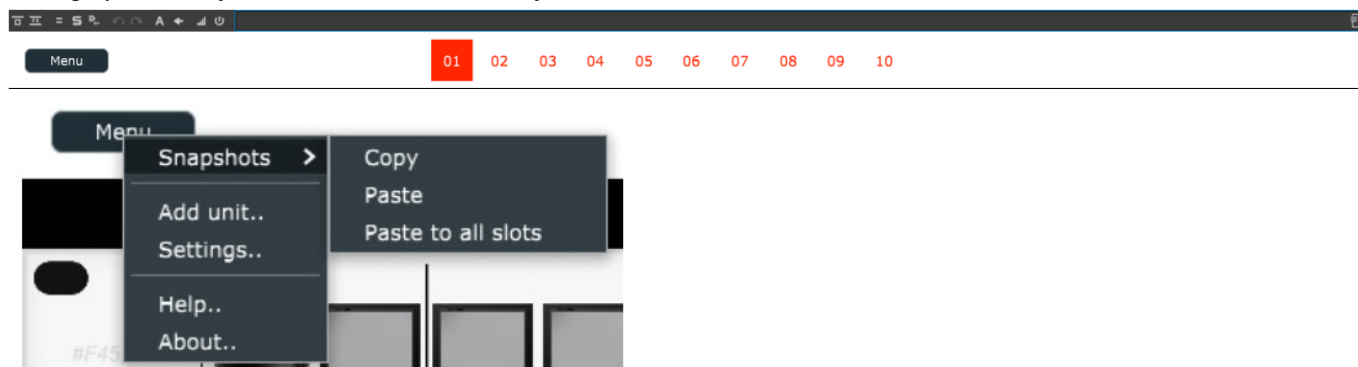 A
Menu
01 02 03 04 05 06 07 08 09 10
Menu
Snapshots >
Copy
Paste
Paste to all slots
Add unit..
Settings..
Help..
About..
#F45